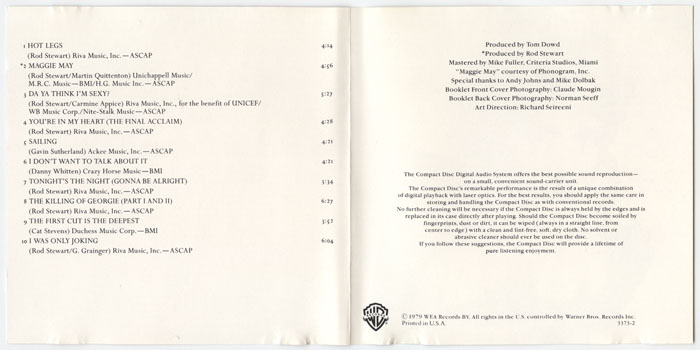 1 HOT LEGS 4:14
(Rod Stewart) Riva Music, Inc.—ASCAP
*2 MAGGIE MAY 4:56
(Rod Stewart/Martin Quittenton) Unichappell Music/
M.R.C. Music—BMI/H.G. Music Inc.—ASCAP
3 DA YA THINK I'M SEXY? 5:27
(Rod Stewart/Carmine Appice) Riva Music, Inc., for the benefit of UNICEF/
WB Music Corp./Nite-Stalk Music—ASCAP
4 YOU'RE IN MY HEART (THE FINAL ACCLAIM) 4:28
(Rod Stewart) Riva Music, Inc.—ASCAP
5 SAILING 4:21
(Gavin Sutherland) Ackee Music, Inc.—ASCAP
6 I DON'T WANT TO TALK ABOUT IT 4:21
(Danny Whitten) Crazy Horse Music—BMI
7 TONIGHT'S THE NIGHT (GONNA BE ALRIGHT) 3:34
(Rod Stewart) Riva Music, Inc.—ASCAP
8 THE KILLING OF GEORGIE (PART I AND II) 6:27
(Rod Stewart) Riva Music, Inc.—ASCAP
9 THE FIRST CUT IS THE DEEPEST 3:52
(Cat Stevens) Duchess Music Corp.—BMI
10 I WAS ONLY JOKING 6:04
(Rod Stewart/G. Grainger) Riva Music, Inc.—ASCAP
Produced by Tom Dowd
*Produced by Rod Stewart
Mastered by Mike Fuller, Criteria Studios, Miami
"Maggie May" courtesy of Phonogram, Inc.
Special thanks to Andy Johns and Mike Dolbak
Booklet Front Cover Photography: Claude Mougin
Booklet Back Cover Photography: Norman Seeff
Art Direction: Richard Seireeni
The Compact Disc Digital Audio System offers the best possible sound reproduction—
on a small, convenient sound-carrier unit.
The Compact Disc's remarkable performance is the result of a unique combination
of digital playback with laser optics. For the best results, you should apply the same care in
storing and handling the Compact Disc as with conventional records.
No further cleaning will be necessary if the Compact Disc is always held by the edges and is
replaced in its case directly after playing. Should the Compact Disc become soiled by
fingerprints, dust or dirt, it can be wiped (always in a straight line, from
center to edge) with a clean and lint-free, soft, dry cloth. No solvent or
abrasive cleaner should ever be used on the disc.
If you follow these suggestions, the Compact Disc will provide a lifetime of
pure listening enjoyment.
© 1979 WEA Records BV. All rights in the U.S. controlled by Warner Bros. Records Inc.
Printed in U.S.A. 3373-2